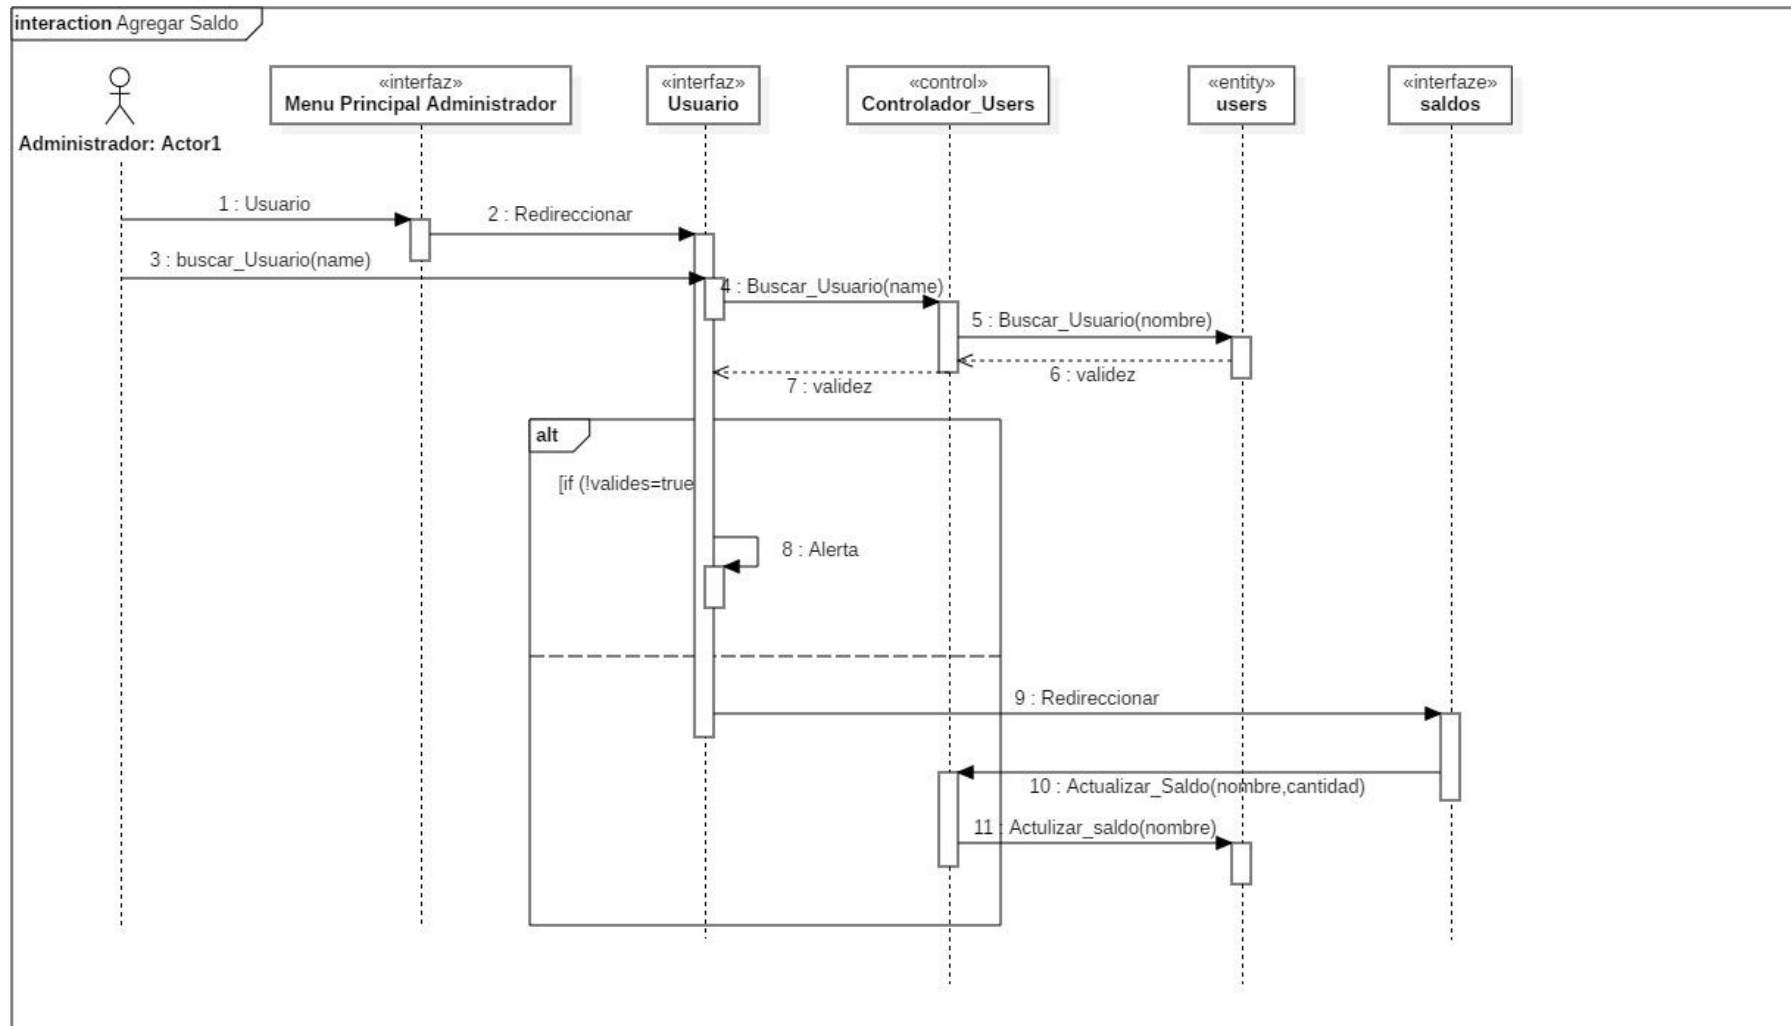 interaction Agregar Saldo
«interfaz»
Menu Principal Administrador
«interfaz»
Usuario
«control»
Controlador_Users
«entity»
users
«interfaze»
saldos
Administrador: Actor1
1 : Usuario
2 : Redireccionar
3 : buscar_Usuario(name)
4 : Buscar_Usuario(name)
5 : Buscar_Usuario(nombre)
6 : validez
7 : validez
alt
[if (!valides=true
8 : Alerta
9 : Redireccionar
10 : Actualizar_Saldo(nombre,cantidad)
11 : Actulizar_saldo(nombre)